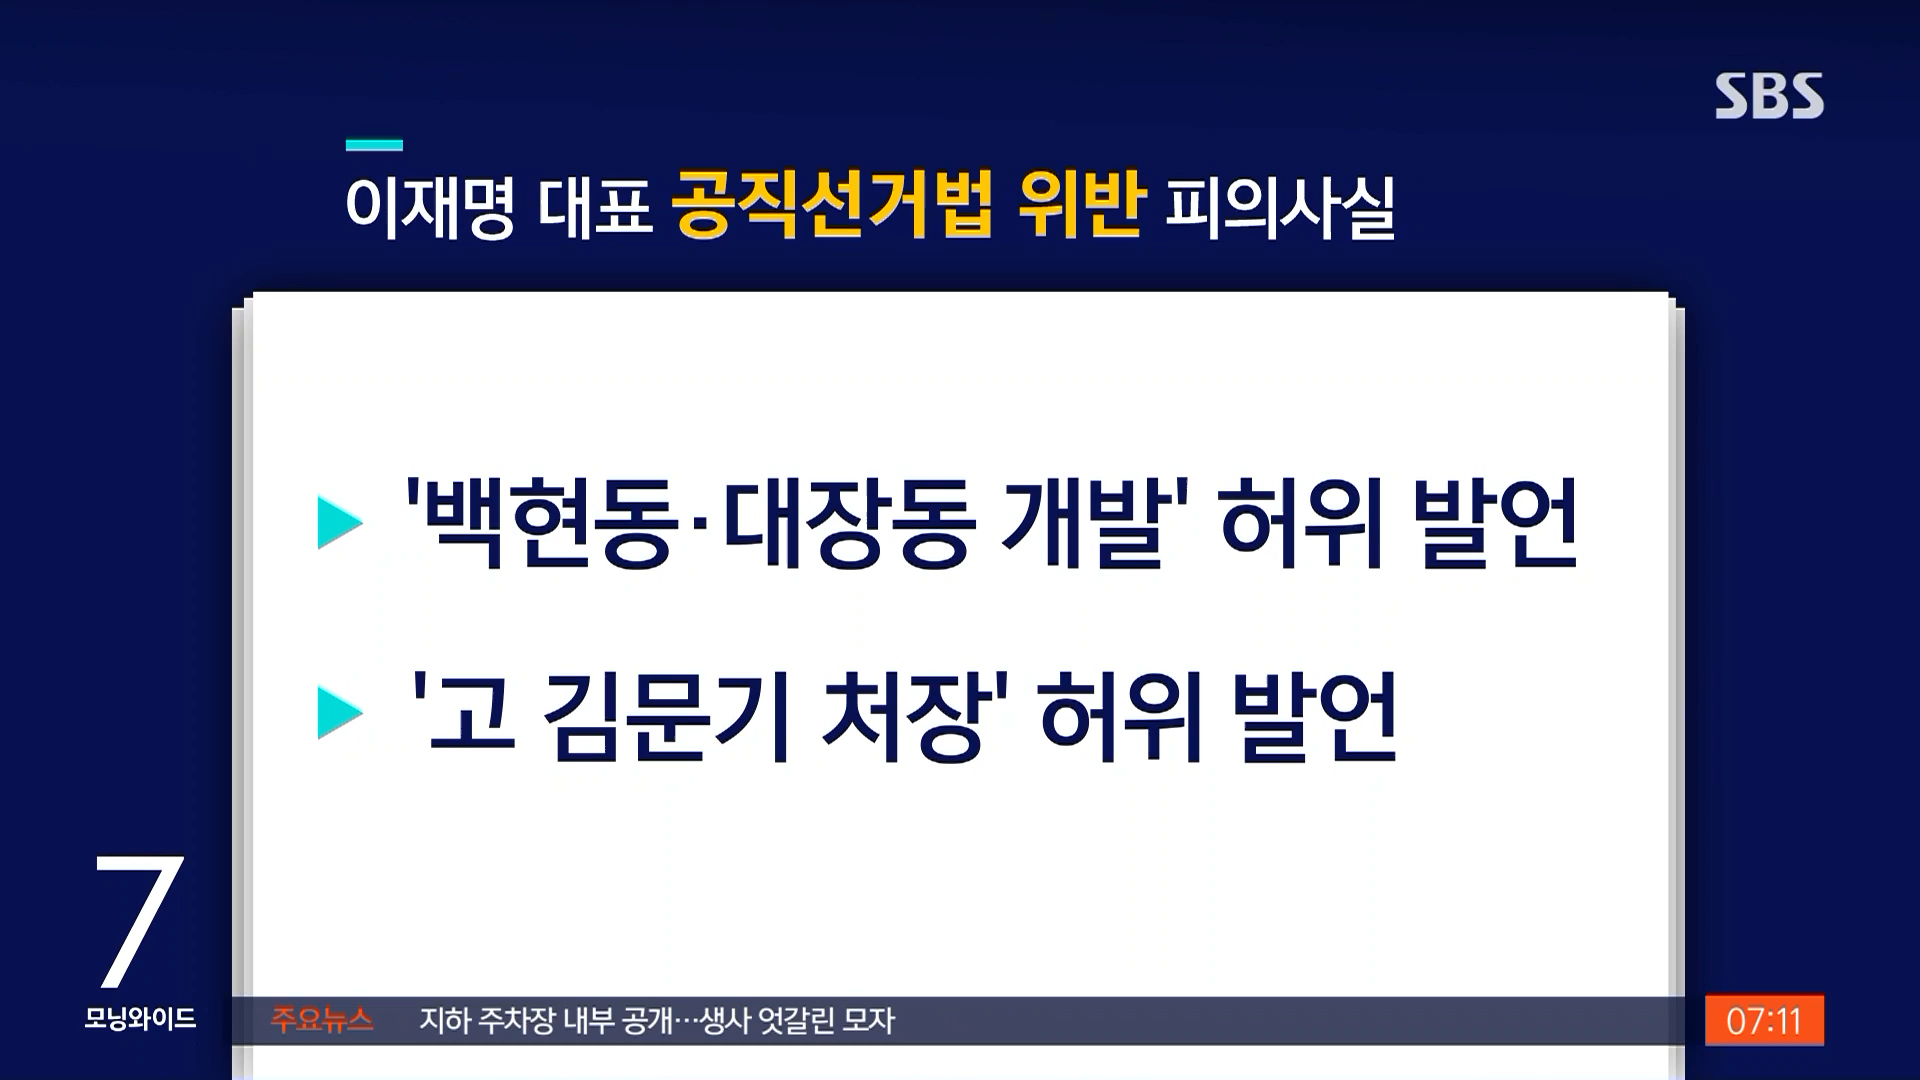 SBS
이재명 대표 공직선거법 위반 피의사실
▶ '백현동·대장동 개발' 허위 발언
▶ '고 김문기 처장' 허위 발언
7
모닝와이드
주요뉴스 지하 주차장 내부 공개…생사 엇갈린 모자
07:11